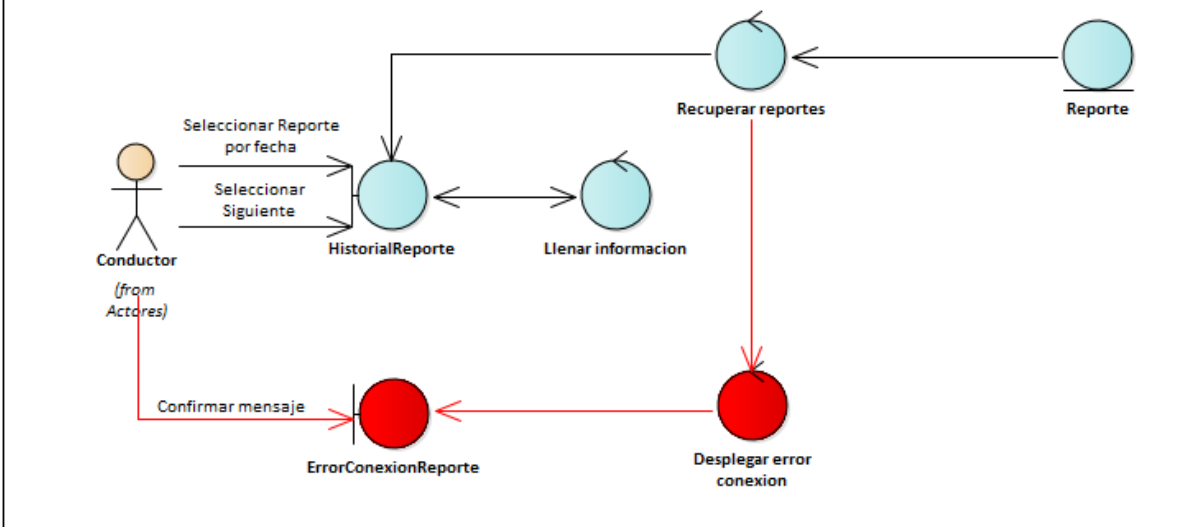 Recuperar reportes
Reporte
Seleccionar Reporte
por fecha
Seleccionar
Siguiente
HistorialReporte
Llenar informacion
Conductor
(from
Actores)
Confirmar mensaje
ErrorConexionReporte
Desplegar error
conexion